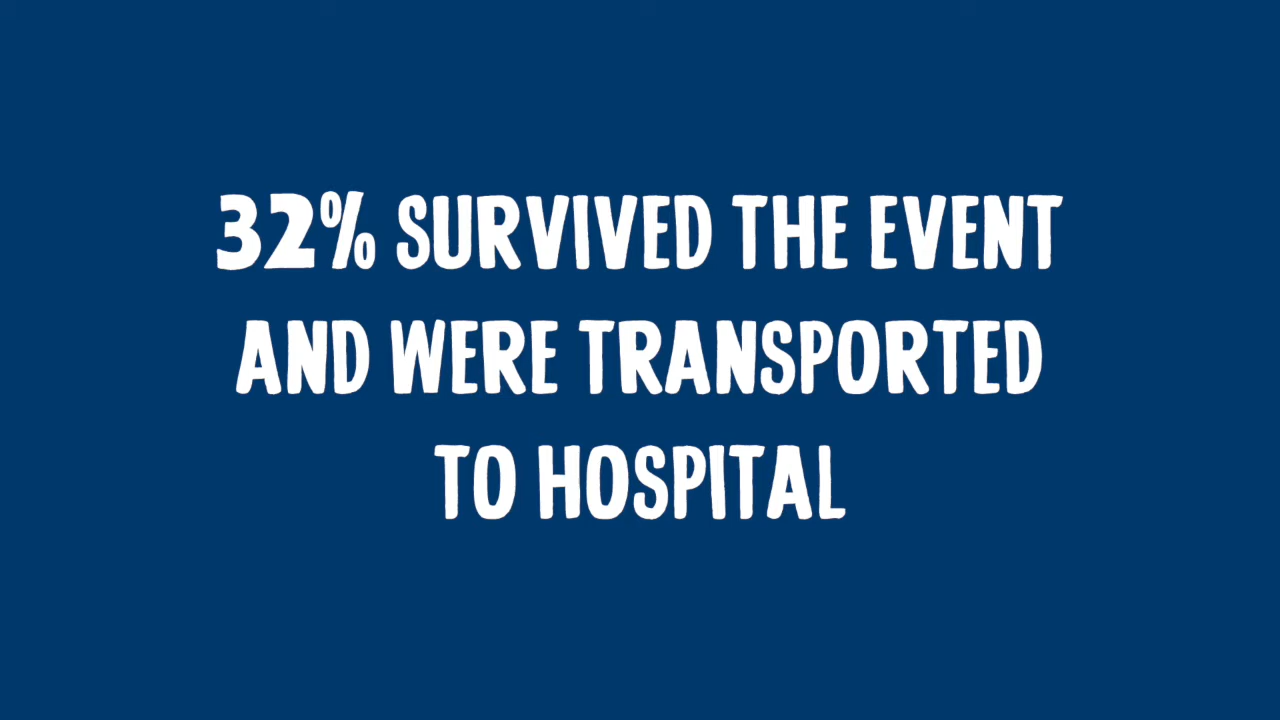 32% SURVIVED THE EVENT
AND WERE TRANSPORTED
TO HOSPITAL